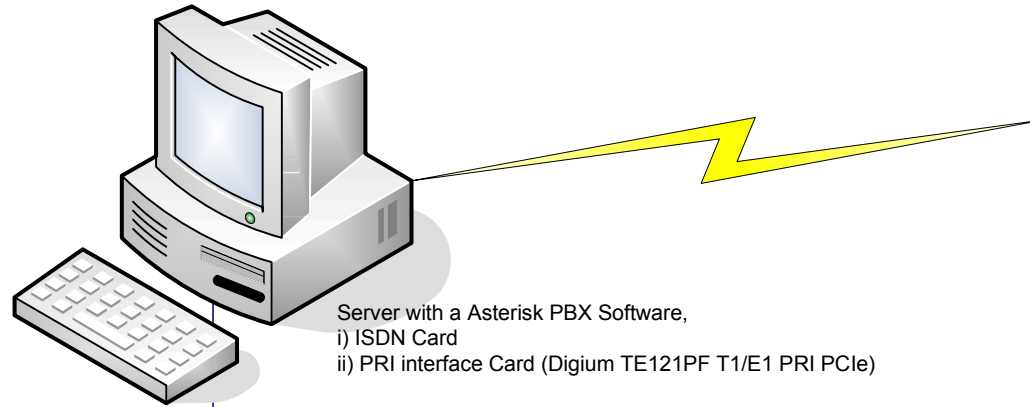 Server with a Asterisk PBX Software,
i) ISDN Card
ii) PRI interface Card (Digium TE121PF T1/E1 PRI PCIe)